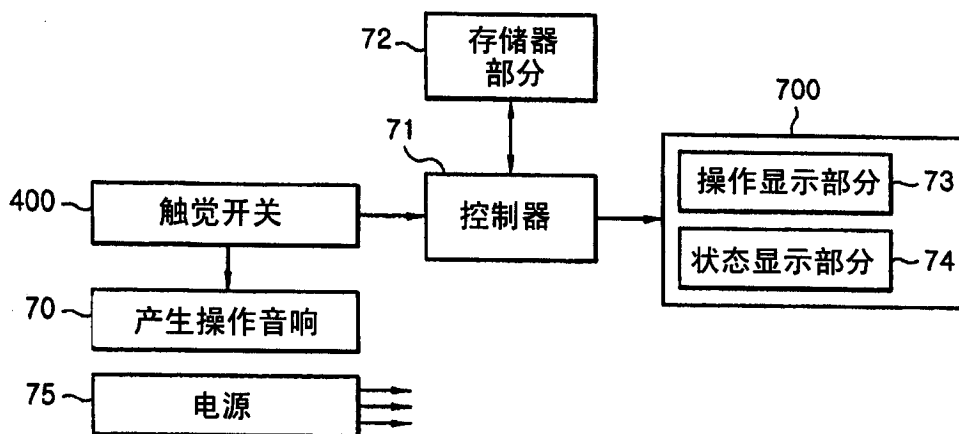 72
存储器
部分
700
71
操作显示部分
73
400
触觉开关
控制器
状态显示部分
74
70
产生操作音响
75
电源